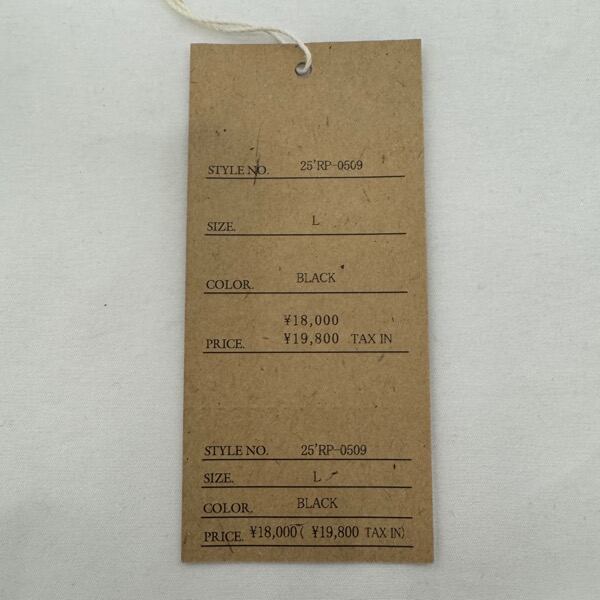 STYLE NO. 25'RP-0509
SIZE. L
COLOR. BLACK
¥18,000
PRICE. ¥19,800 TAX IN
STYLE NO. 25'RP-0509
SIZE. L
COLOR. BLACK
PRICE. ¥18,000( ¥19,800 TAX IN)